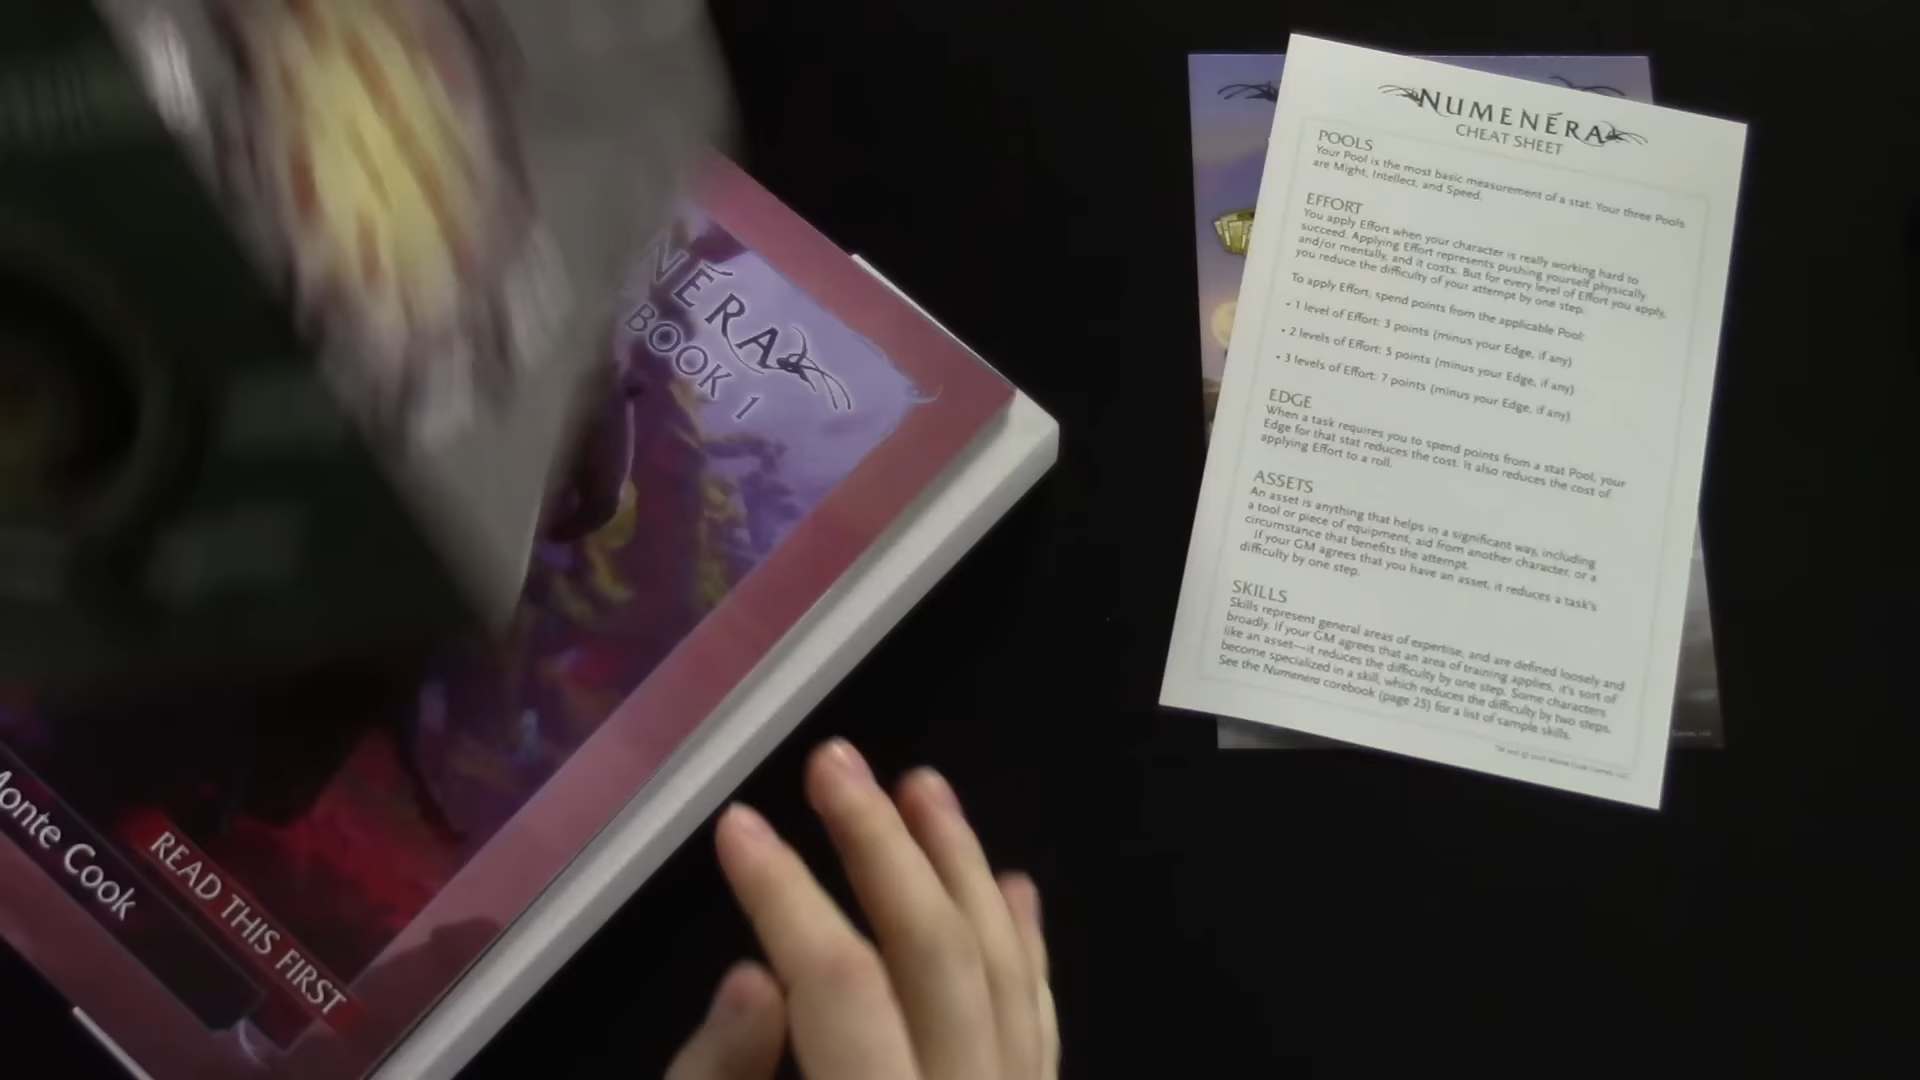 NÉRA
BOOK 1
Monte Cook
READ THIS FIRST
NUMENÉRA
CHEAT SHEET
POOLS
Your Pool is the most basic measurement of a stat. Your three Pools
are Might, Intellect, and Speed.
EFFORT
You apply Effort when your character is really working hard to
succeed. Applying Effort represents pushing yourself physically
and/or mentally, and it costs. But for every level of Effort you apply,
you reduce the difficulty of your attempt by one step.
To apply Effort, spend points from the applicable Pool:
• 1 level of Effort: 3 points (minus your Edge, if any)
• 2 levels of Effort: 5 points (minus your Edge, if any)
• 3 levels of Effort: 7 points (minus your Edge, if any)
EDGE
When a task requires you to spend points from a stat Pool, your
Edge for that stat reduces the cost. It also reduces the cost of
applying Effort to a roll.
ASSETS
An asset is anything that helps in a significant way, including
a tool or piece of equipment, aid from another character, or a
circumstance that benefits the attempt.
If your GM agrees that you have an asset, it reduces a task's
difficulty by one step.
SKILLS
Skills represent general areas of expertise, and are defined loosely and
broadly. If your GM agrees that an area of training applies, it's sort of
like an asset—it reduces the difficulty by one step. Some characters
become specialized in a skill, which reduces the difficulty by two steps.
See the Numenera corebook (page 25) for a list of sample skills.